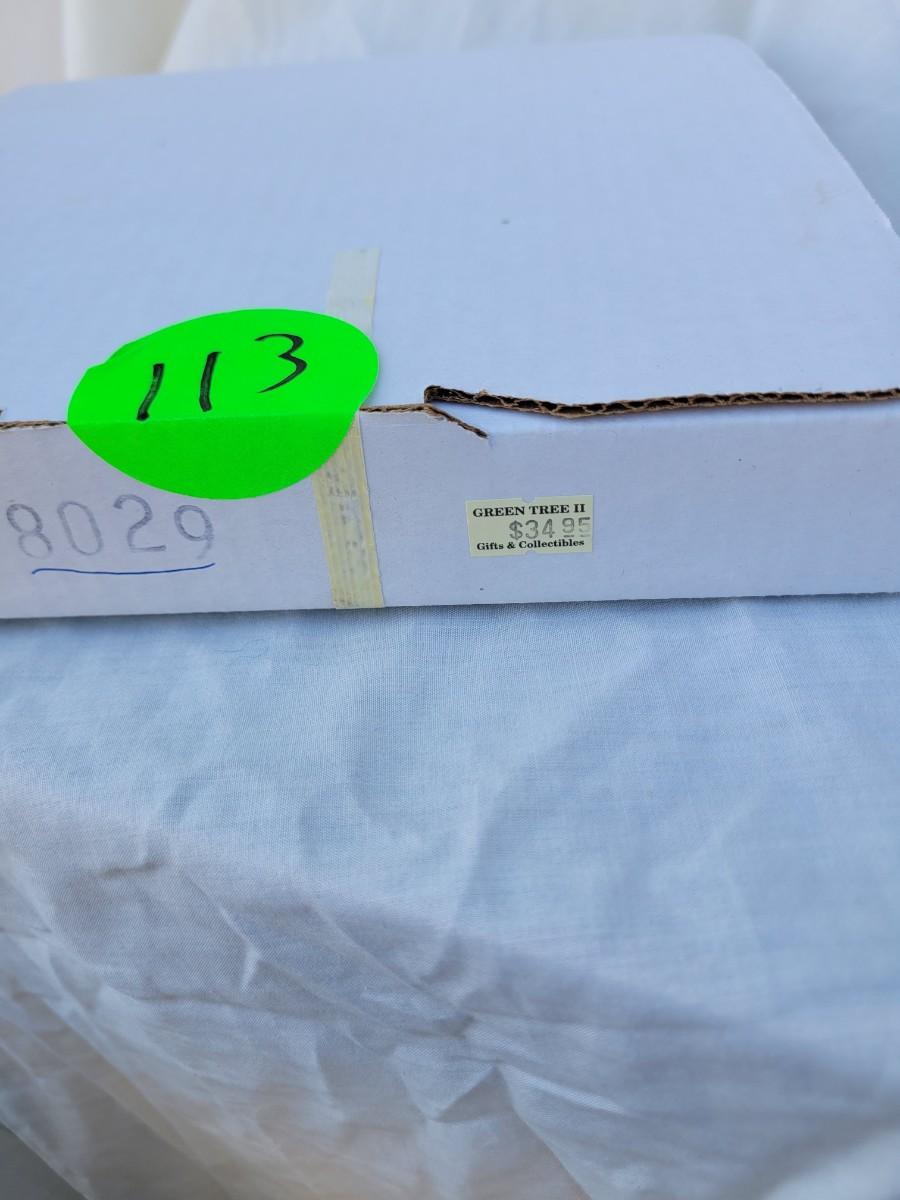 113
8029
GREEN TREE II
$34.95
Gifts & Collectibles